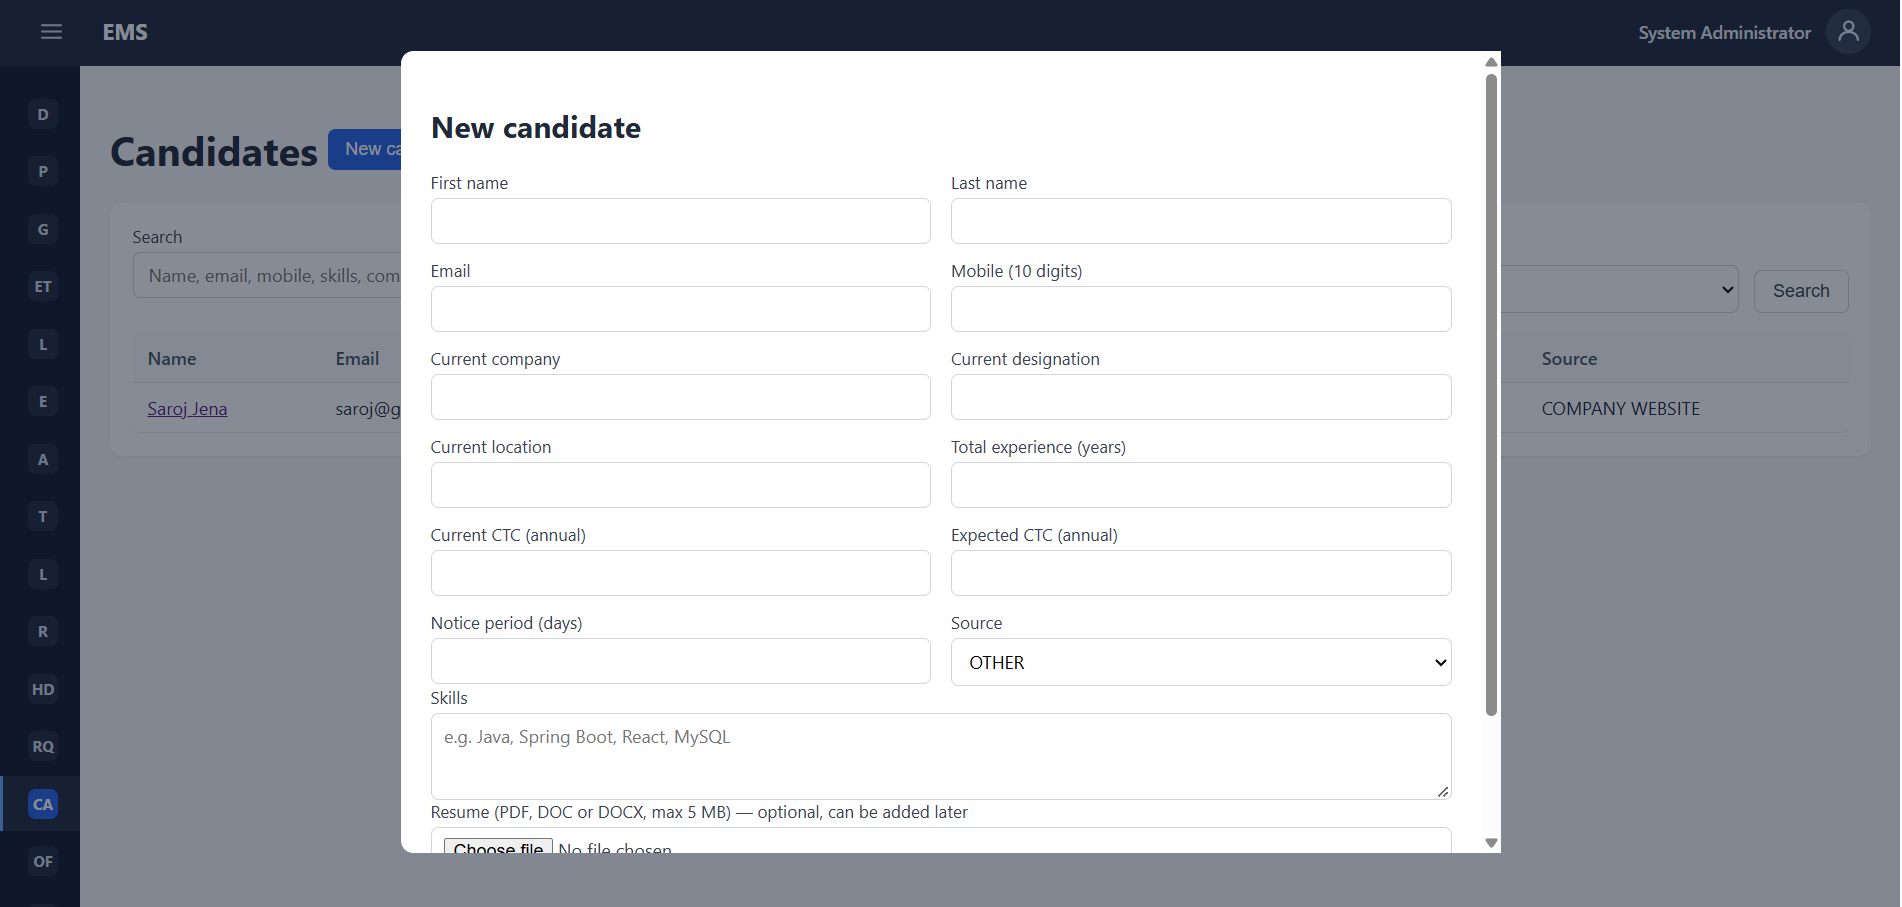 EMS
System Administrator
D
P
G
ET
L
E
A
T
L
R
HD
RQ
CA
OF
Candidates
New ca
Search
Name, email, mobile, skills, com
Search
Name
Email
Source
Saroj Jena
saroj@g
COMPANY WEBSITE
New candidate
First name
Last name
Email
Mobile (10 digits)
Current company
Current designation
Current location
Total experience (years)
Current CTC (annual)
Expected CTC (annual)
Notice period (days)
Source
OTHER
Skills
e.g. Java, Spring Boot, React, MySQL
Resume (PDF, DOC or DOCX, max 5 MB) — optional, can be added later
Choose file No file chosen